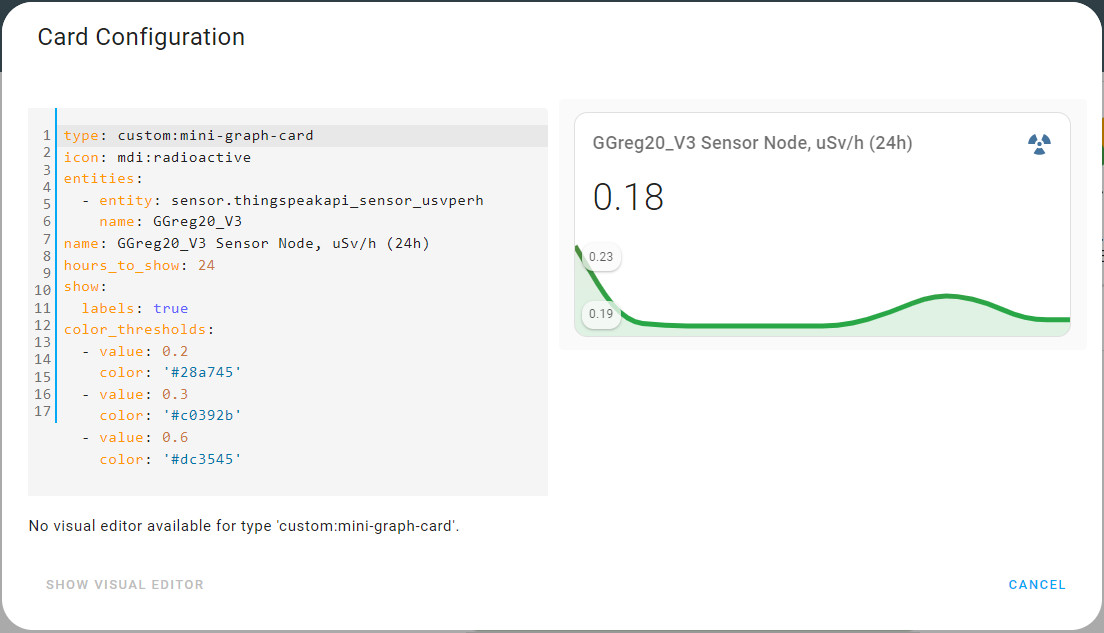 Card Configuration
1 type: custom:mini-graph-card
2 icon: mdi:radioactive
3 entities:
4   - entity: sensor.thingspeakapi_sensor_usvperh
5     name: GGreg20_V3
6 name: GGreg20_V3 Sensor Node, uSv/h (24h)
7 hours_to_show: 24
8 show:
9   labels: true
10 color_thresholds:
11   - value: 0.2
12     color: '#28a745'
13   - value: 0.3
14     color: '#c0392b'
15   - value: 0.6
16     color: '#dc3545'
17
GGreg20_V3 Sensor Node, uSv/h (24h)
0.18
0.23
0.19
No visual editor available for type 'custom:mini-graph-card'.
SHOW VISUAL EDITOR
CANCEL